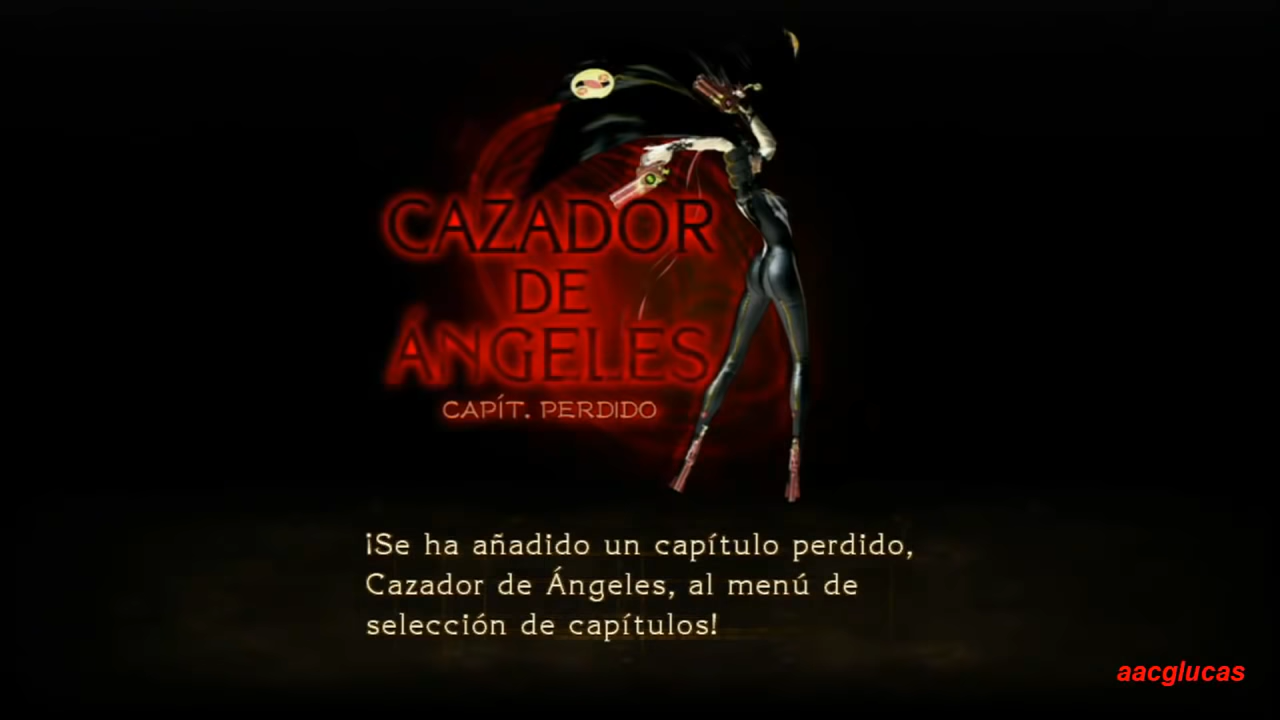 CAZADOR
DE
ÁNGELES
CAPÍT. PERDIDO
¡Se ha añadido un capítulo perdido,
Cazador de Ángeles, al menú de
selección de capítulos!
aacglucas